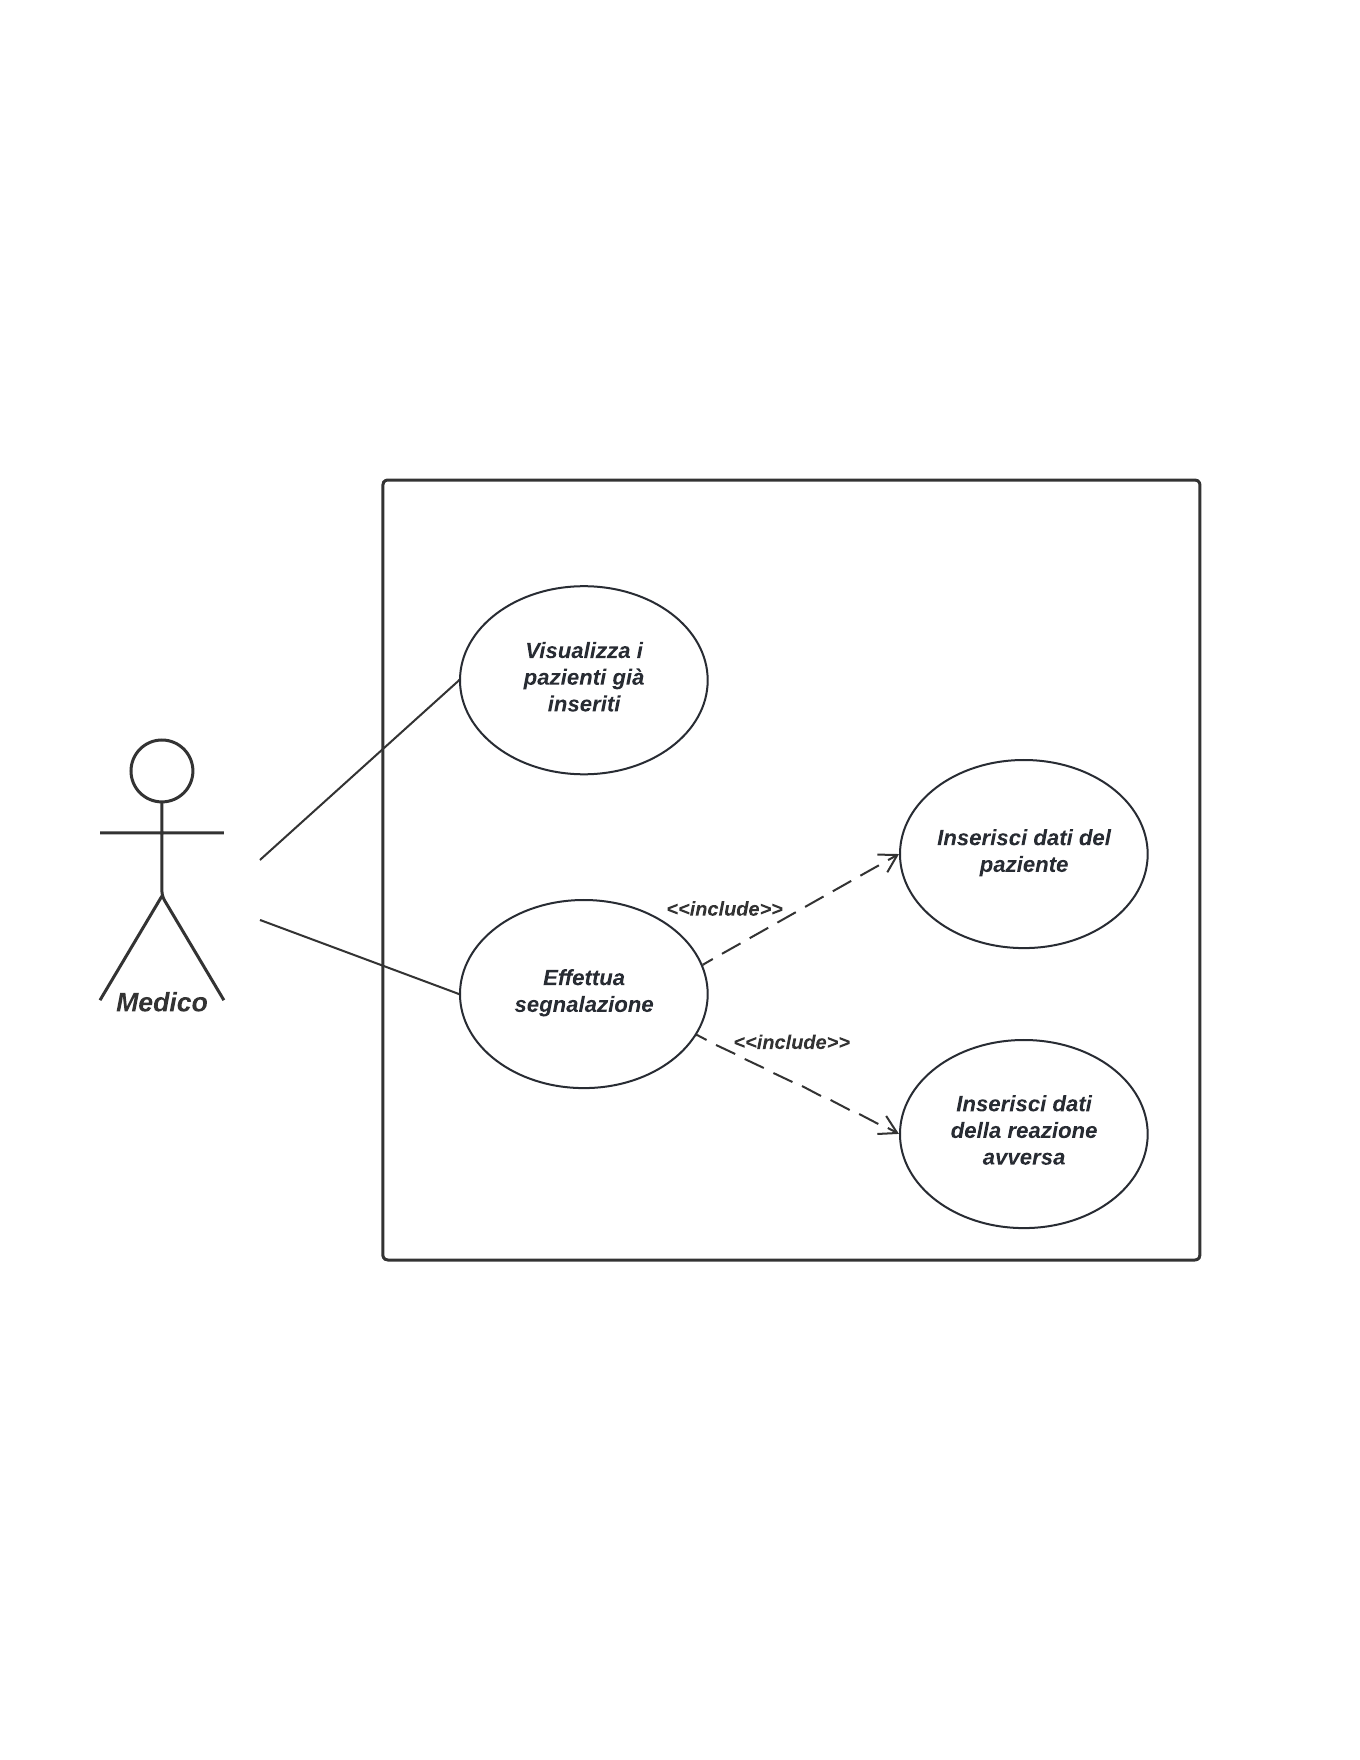 Visualizza i
pazienti già
inseriti
Inserisci dati del
paziente
<<include>>
Effettua
segnalazione
Medico
<<include>>
Inserisci dati
della reazione
avversa